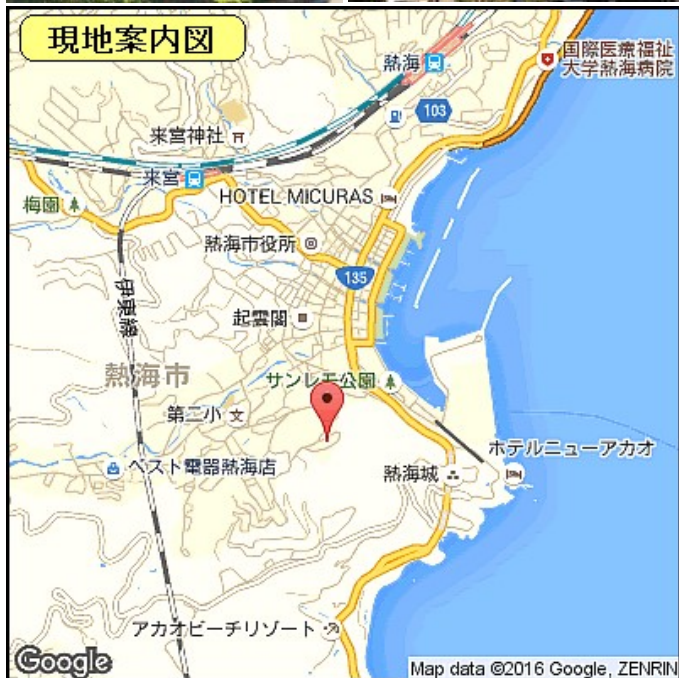 現地案内図
熱海
国際医療福祉
大学熱海病院
103
来宮神社
来宮
梅園
HOTEL MICURAS
熱海市役所
135
伊東線
起雲閣
熱海市
サンレモ公園
第二小
ホテルニューアカオ
ベスト電器熱海店
熱海城
アカオビーチリゾート
Google
Map data ©2016 Google, ZENRIN